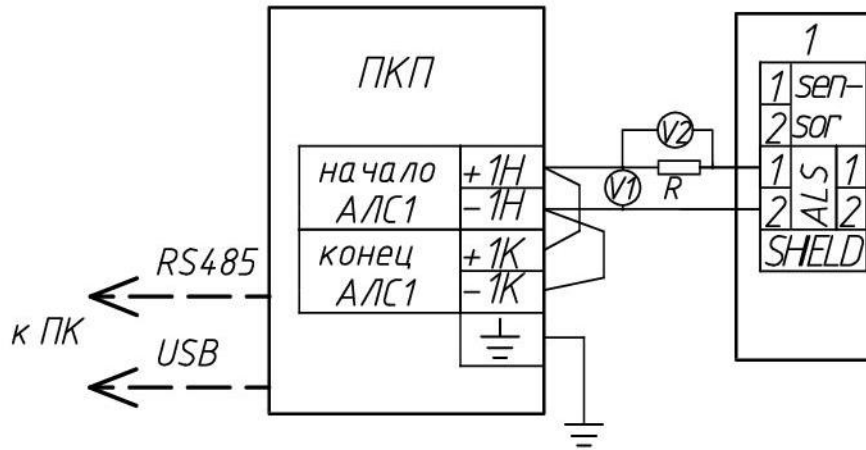 ПКП
начало
АЛС1
+1Н
-1Н
конец
АЛС1
+1К
-1К
RS485
к ПК
USB
V2
V1
R
1
1
sen-
2
sor
1
ALS
1
2
2
SHIELD